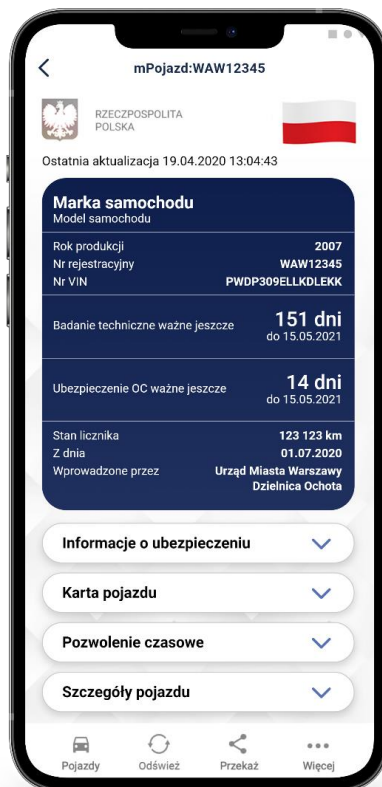 mPojazd:WAW12345
RZECZPOSPOLITA
POLSKA
Ostatnia aktualizacja 19.04.2020 13:04:43
Marka samochodu
Model samochodu
Rok produkcji 2007
Nr rejestracyjny WAW12345
Nr VIN PWDP309ELLKDLEKK
Badanie techniczne ważne jeszcze 151 dni
do 15.05.2021
Ubezpieczenie OC ważne jeszcze 14 dni
do 15.05.2021
Stan licznika 123 123 km
Z dnia 01.07.2020
Wprowadzone przez Urząd Miasta Warszawy
Dzielnica Ochota
Informacje o ubezpieczeniu
Karta pojazdu
Pozwolenie czasowe
Szczegóły pojazdu
Pojazdy Odśwież Przekaż Więcej